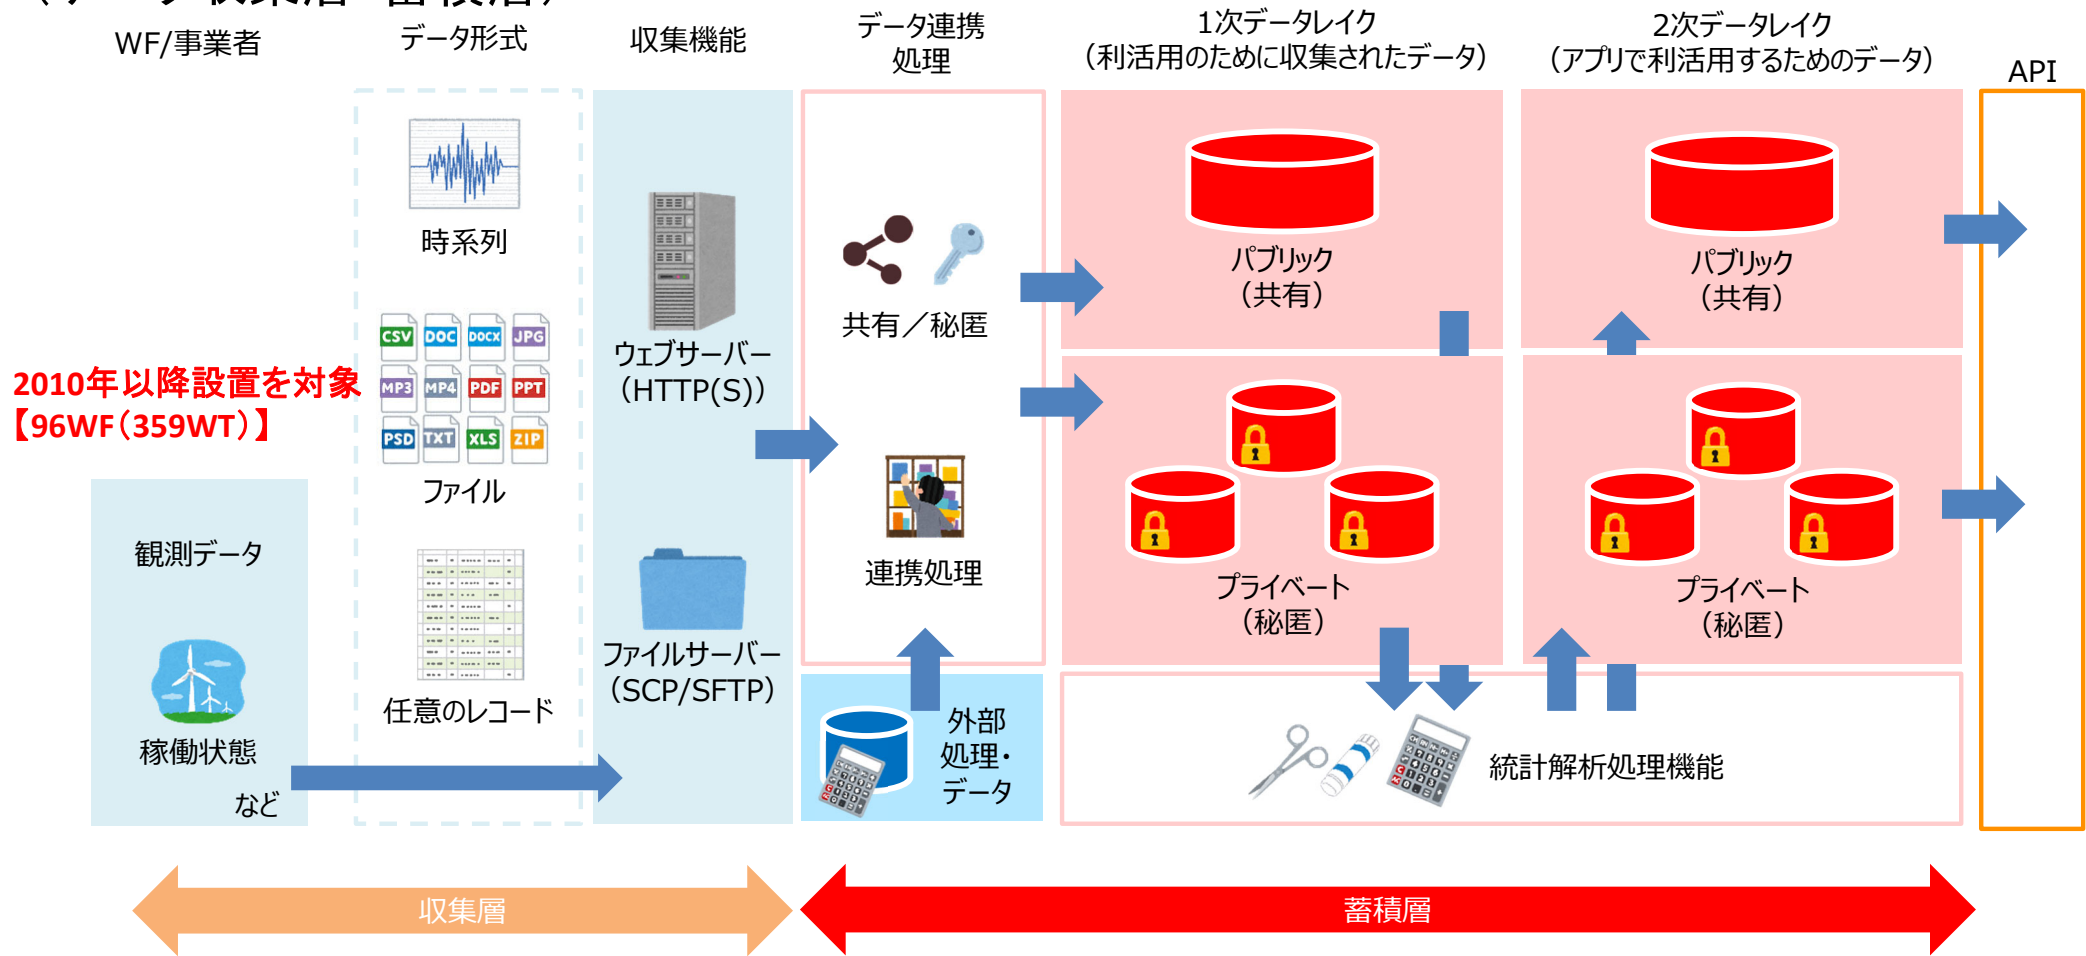 WF/事業者
データ形式
収集機能
データ連携
処理
1次データレイク
（利活用のために収集されたデータ）
2次データレイク
（アプリで利活用するためのデータ）
API
2010年以降設置を対象
【96WF（359WT）】
観測データ
稼働状態
など
時系列
CSV DOC DOCX JPG
MP3 MP4 PDF PPT
PSD TXT XLS ZIP
ファイル
任意のレコード
ウェブサーバー
（HTTP(S)）
ファイルサーバー
（SCP/SFTP）
共有／秘匿
連携処理
外部
処理・
データ
パブリック
（共有）
プライベート
（秘匿）
パブリック
（共有）
プライベート
（秘匿）
統計解析処理機能
収集層
蓄積層